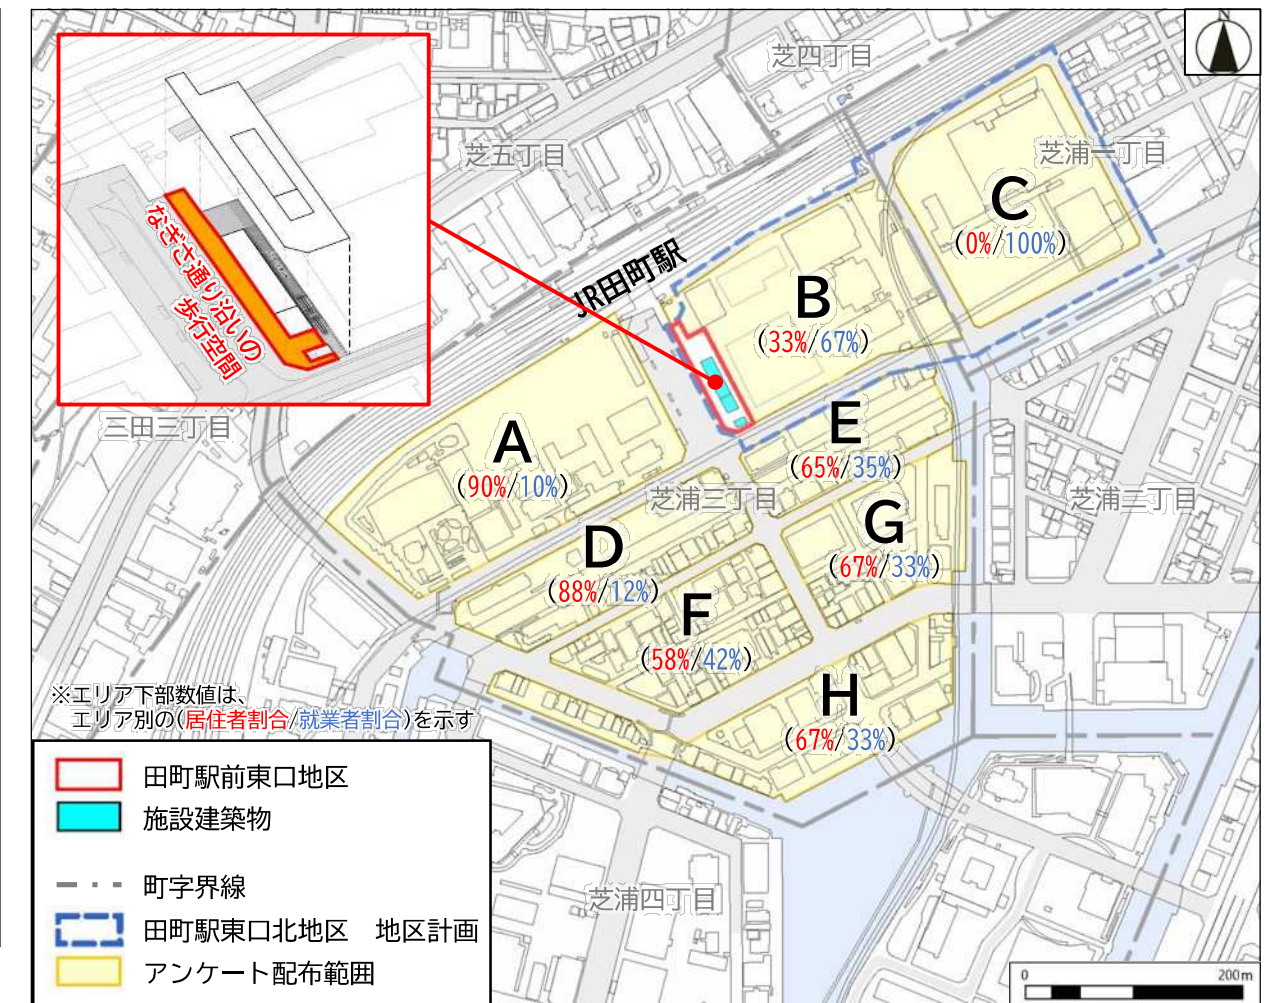 N
芝四丁目
芝五丁目
芝浦一丁目
C
(0%/100%)
なぎさ通り沿いの
歩行空間
JR田町駅
B
(33%/67%)
三田三丁目
A
(90%/10%)
E
(65%/35%)
芝浦三丁目
芝浦二丁目
G
(67%/33%)
D
(88%/12%)
F
(58%/42%)
H
(67%/33%)
※エリア下部数値は、
エリア別の(居住者割合/就業者割合)を示す
田町駅前東口地区
施設建築物
町字界線
田町駅東口北地区 地区計画
アンケート配布範囲
芝浦四丁目
0 200m